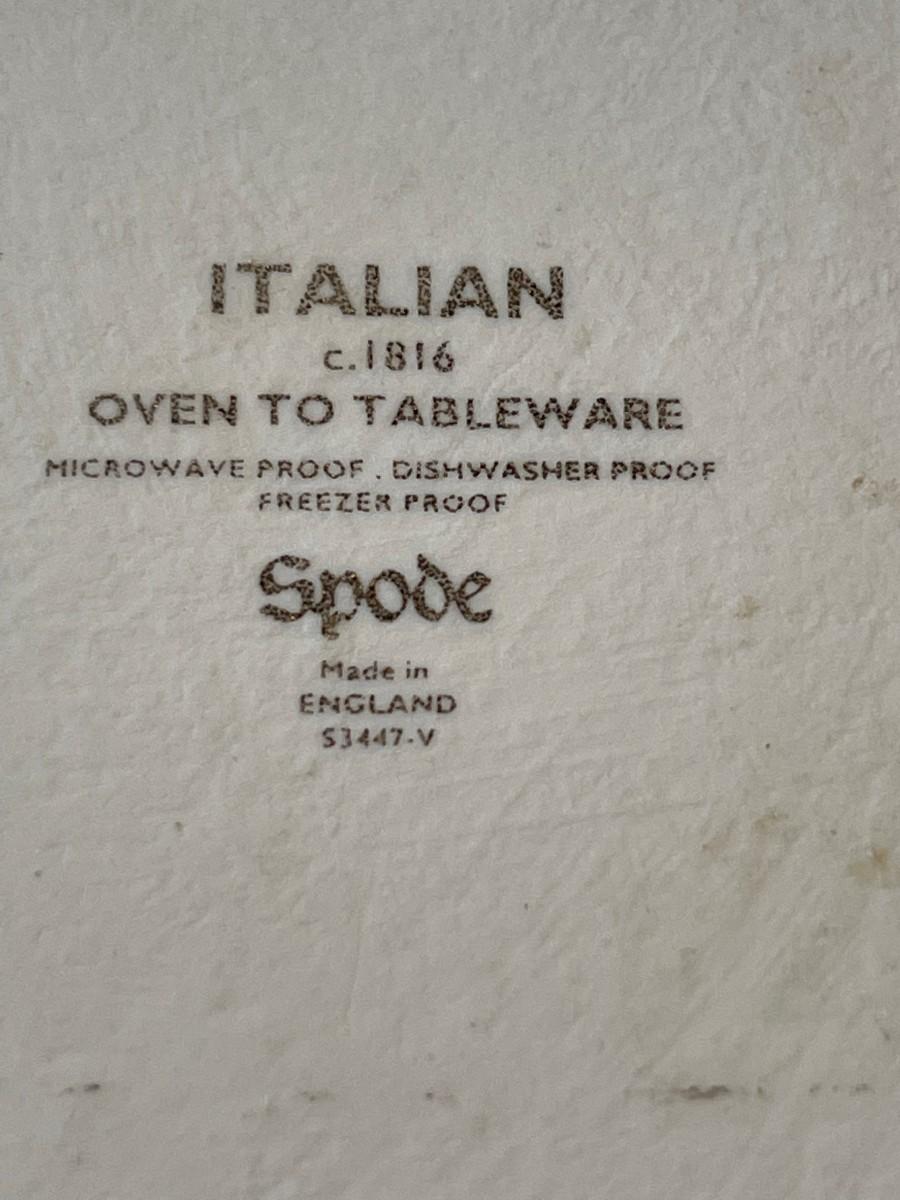 ITALIAN
c.1816
OVEN TO TABLEWARE
MICROWAVE PROOF . DISHWASHER PROOF
FREEZER PROOF
Spode
Made in
ENGLAND
S3447-V